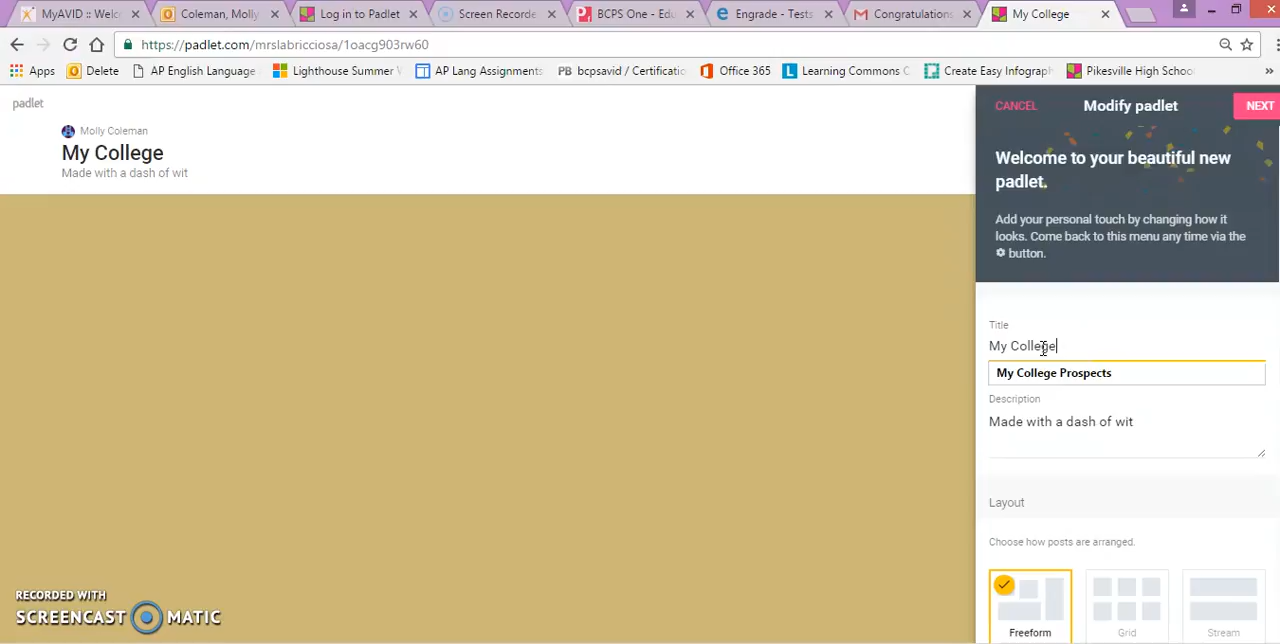 MyAVID :: Welc
Coleman, Molly
Log in to Padlet
Screen Recorde
BCPS One - Edu
Engrade - Tests
Congratulations
My College
https://padlet.com/mrslabricciosa/1oacg903rw60
Apps
Delete
AP English Language
Lighthouse Summer
AP Lang Assignments
PB bcpsavid / Certificatio
Office 365
Learning Commons C
Create Easy Infograph
Pikesville High Schoo
»
padlet
Molly Coleman
My College
Made with a dash of wit
CANCEL
Modify padlet
NEXT
Welcome to your beautiful new
padlet.
Add your personal touch by changing how it
looks. Come back to this menu any time via the
button.
Title
My College
My College Prospects
Description
Made with a dash of wit
Layout
Choose how posts are arranged.
Freeform
Grid
Stream
RECORDED WITH
SCREENCAST MATIC